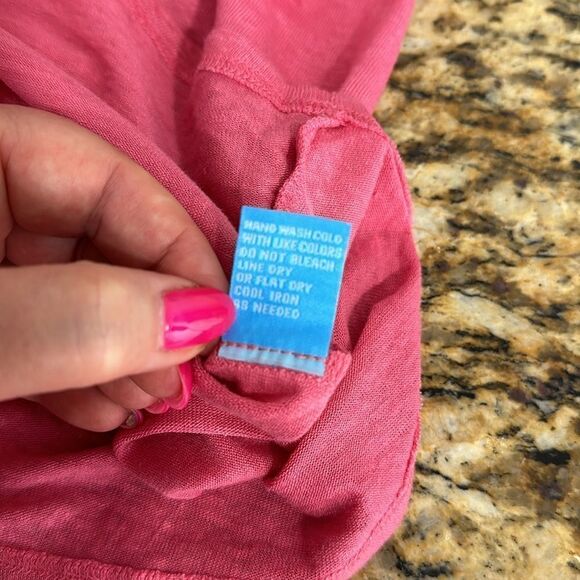 HAND WASH COLD
WITH LIKE COLORS
DO NOT BLEACH
LINE DRY
OR FLAT DRY
COOL IRON
AS NEEDED